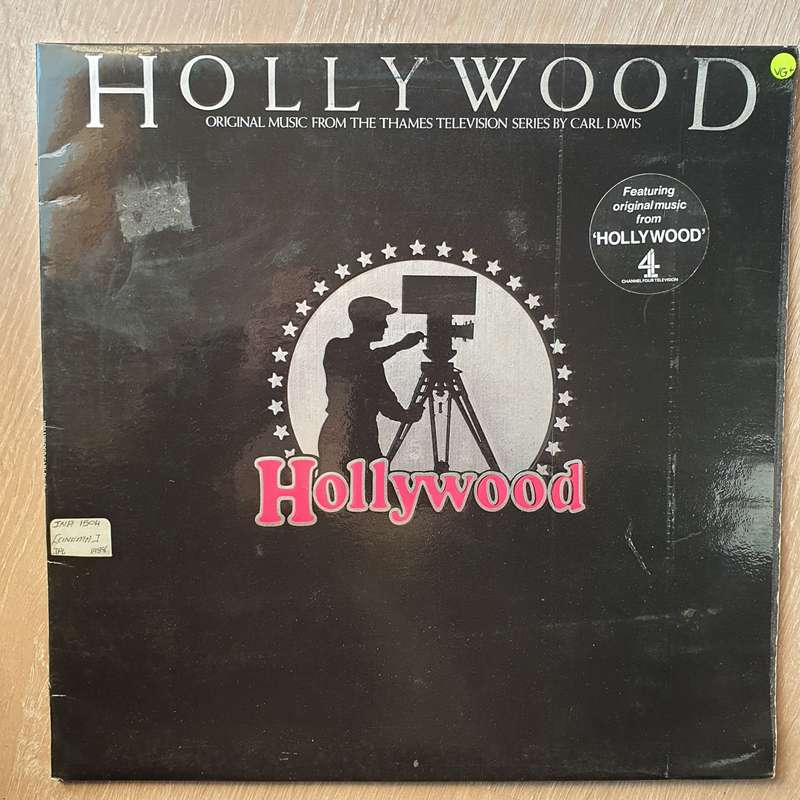 HOLLYWOOD
ORIGINAL MUSIC FROM THE THAMES TELEVISION SERIES BY CARL DAVIS
VG+
Featuring
original music
from
'HOLLYWOOD'
4
CHANNEL FOUR TELEVISION
Hollywood
[CINEMA]